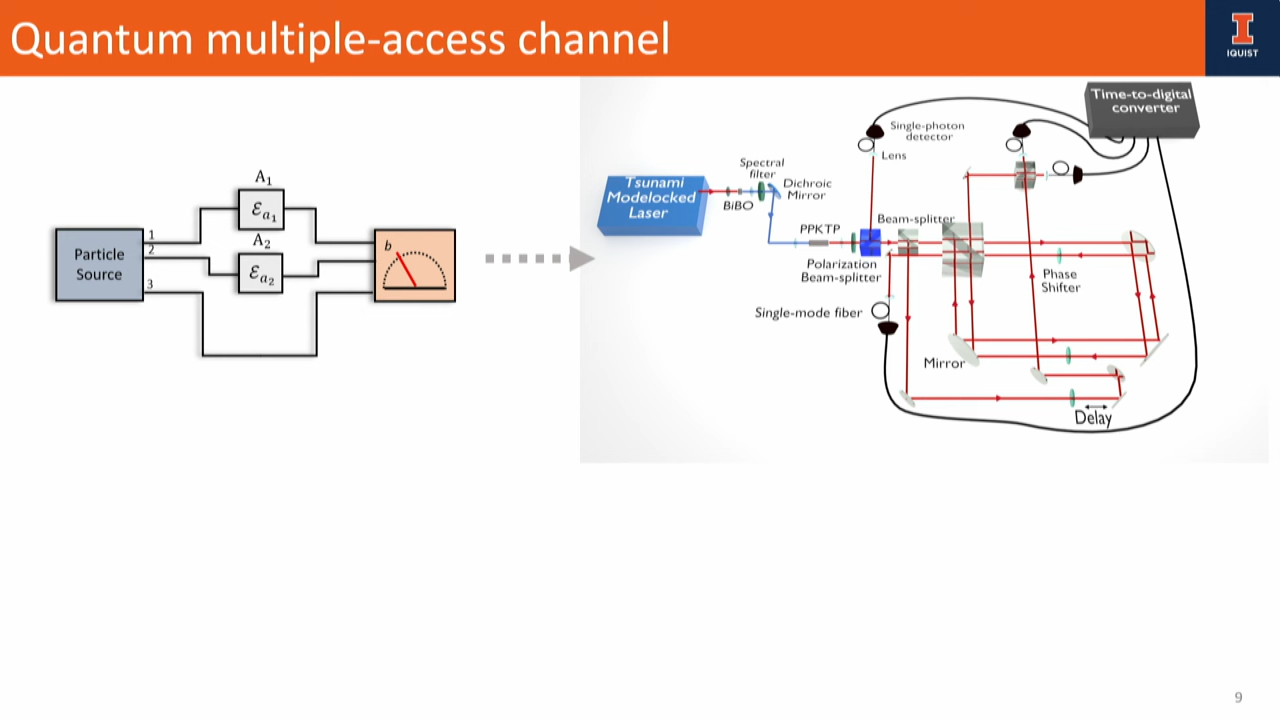 Quantum multiple-access channel
IQUIST
A₁
ℰₐ₁
A₂
ℰₐ₂
Particle
Source
1
2
3
b
Time-to-digital
converter
Single-photon
detector
Lens
Spectral
filter
Dichroic
Mirror
Tsunami
Modelocked
Laser
BiBO
PPKTP
Beam-splitter
Polarization
Beam-splitter
Phase
Shifter
Single-mode fiber
Mirror
Delay
9